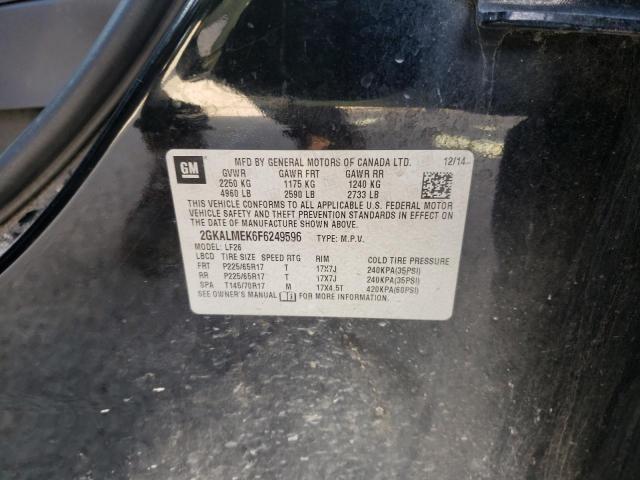 GM MFD BY GENERAL MOTORS OF CANADA LTD. 12/14
GVWR GAWR FRT GAWR RR
2250 KG 1175 KG 1240 KG
4960 LB 2590 LB 2733 LB
THIS VEHICLE CONFORMS TO ALL APPLICABLE U.S. FEDERAL MOTOR
VEHICLE SAFETY AND THEFT PREVENTION STANDARDS IN EFFECT ON
THE DATE OF MANUFACTURE SHOWN ABOVE.
2GKALMEK6F6249596 TYPE: M.P.V.
MODEL: LF26
LBCD TIRE SIZE SPEED RTG RIM COLD TIRE PRESSURE
FRT P225/65R17 T 17X7J 240KPA(35PSI)
RR P225/65R17 T 17X7J 240KPA(35PSI)
SPA T145/70R17 M 17X4.5T 420KPA(60PSI)
SEE OWNER'S MANUAL FOR MORE INFORMATION.